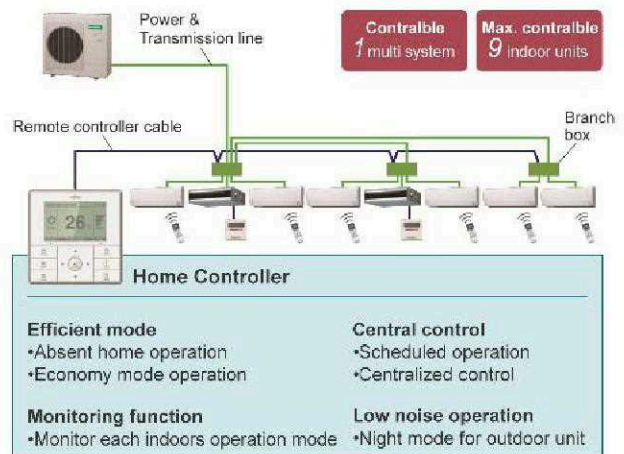 Power &
Transmission line
Contralble
1 multi system
Max. contralble
9 indoor units
Remote controller cable
Branch
box
26
Home Controller
Efficient mode
•Absent home operation
•Economy mode operation
Central control
•Scheduled operation
•Centralized control
Monitoring function
•Monitor each indoors operation mode
Low noise operation
•Night mode for outdoor unit